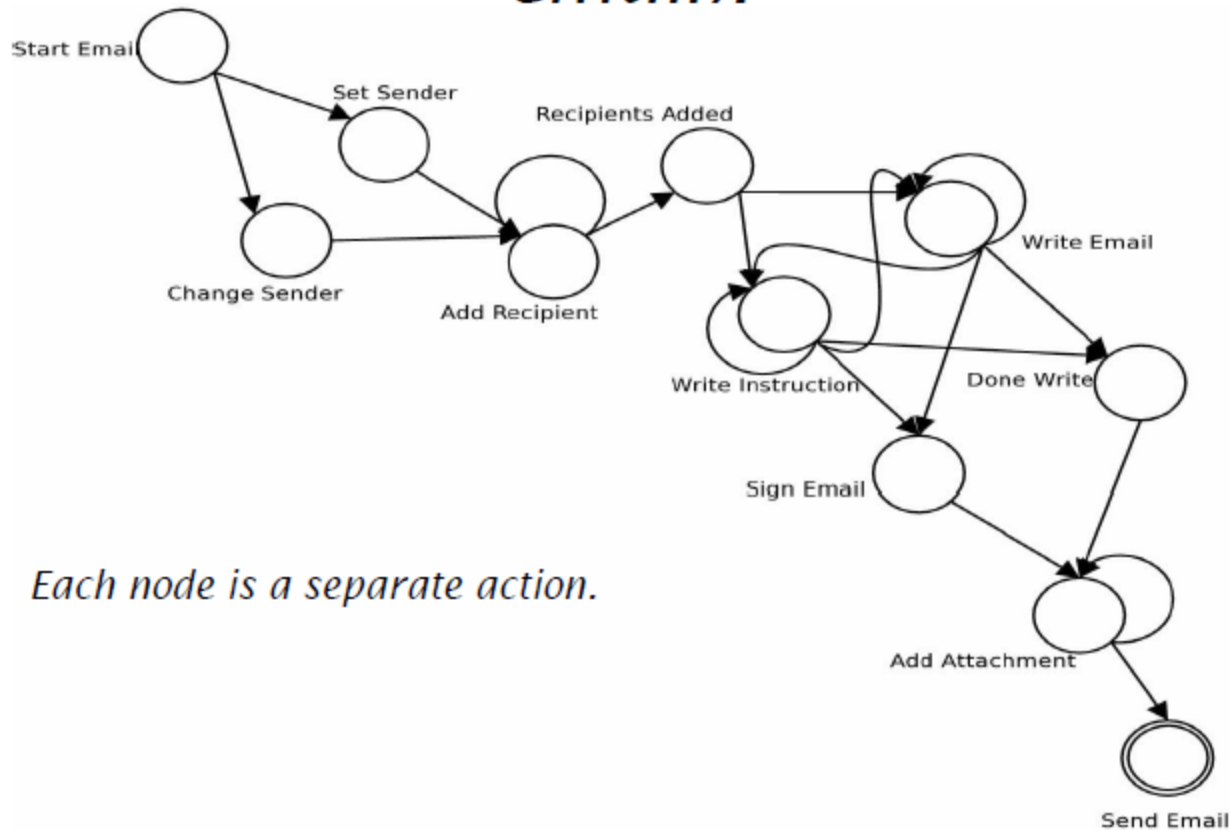 Start Email
Set Sender
Recipients Added
Write Email
Change Sender
Add Recipient
Write Instruction
Done Write
Sign Email
Each node is a separate action.
Add Attachment
Send Email